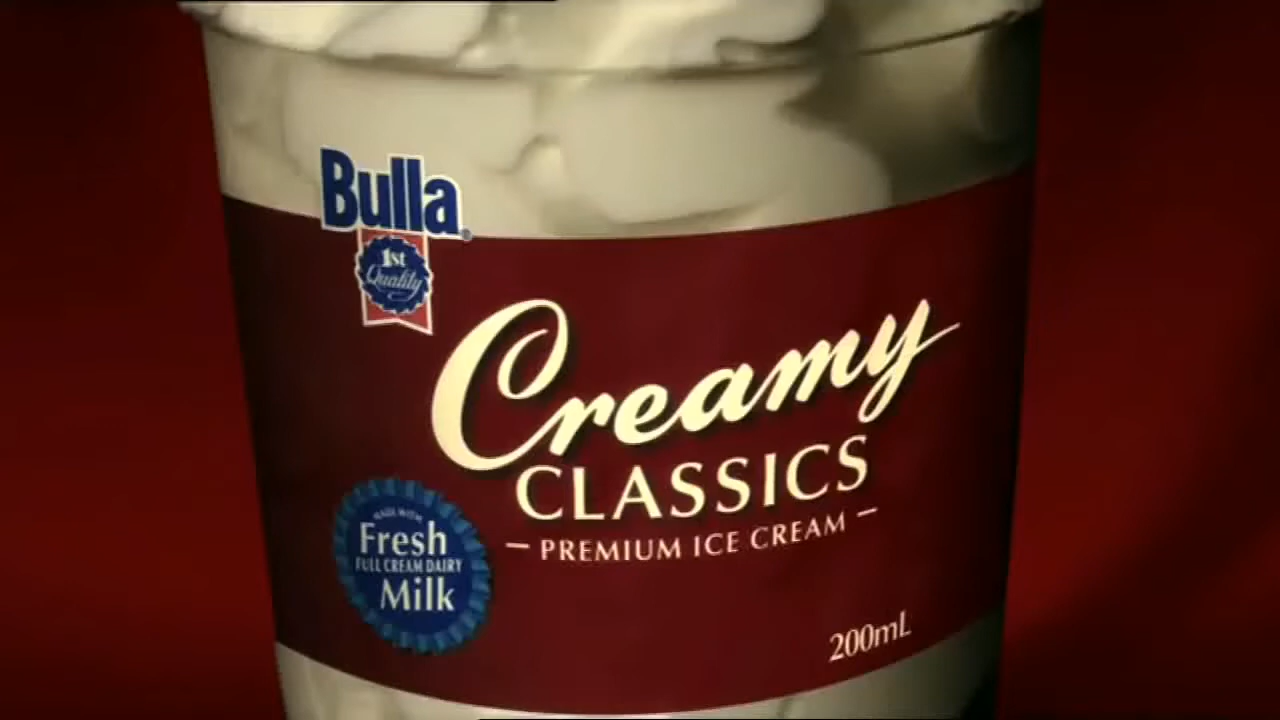 Bulla
1st
Quality
Creamy
CLASSICS
– PREMIUM ICE CREAM –
MADE WITH
Fresh
FULL CREAM DAIRY
Milk
200mL